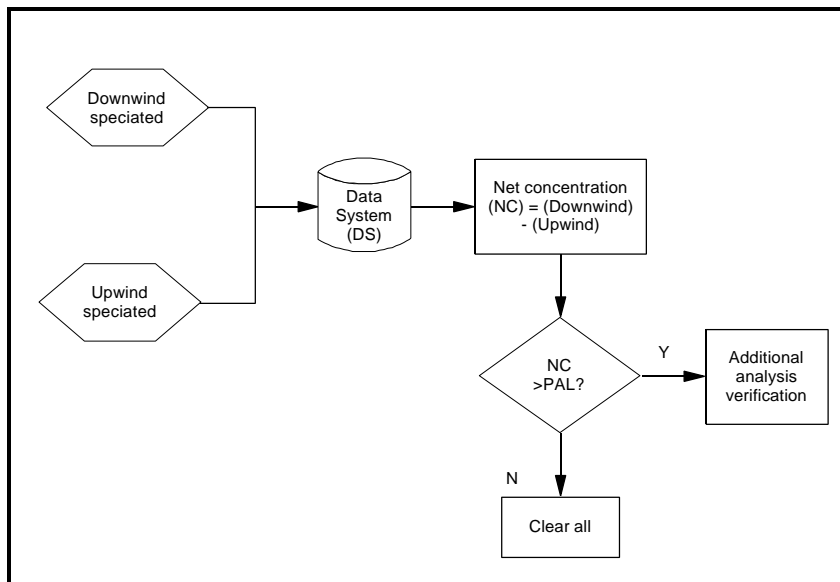 Downwind
speciated
Data
System
(DS)
Net concentration
(NC) = (Downwind)
- (Upwind)
Upwind
speciated
NC
>PAL?
Y
Additional
analysis
verification
N
Clear all